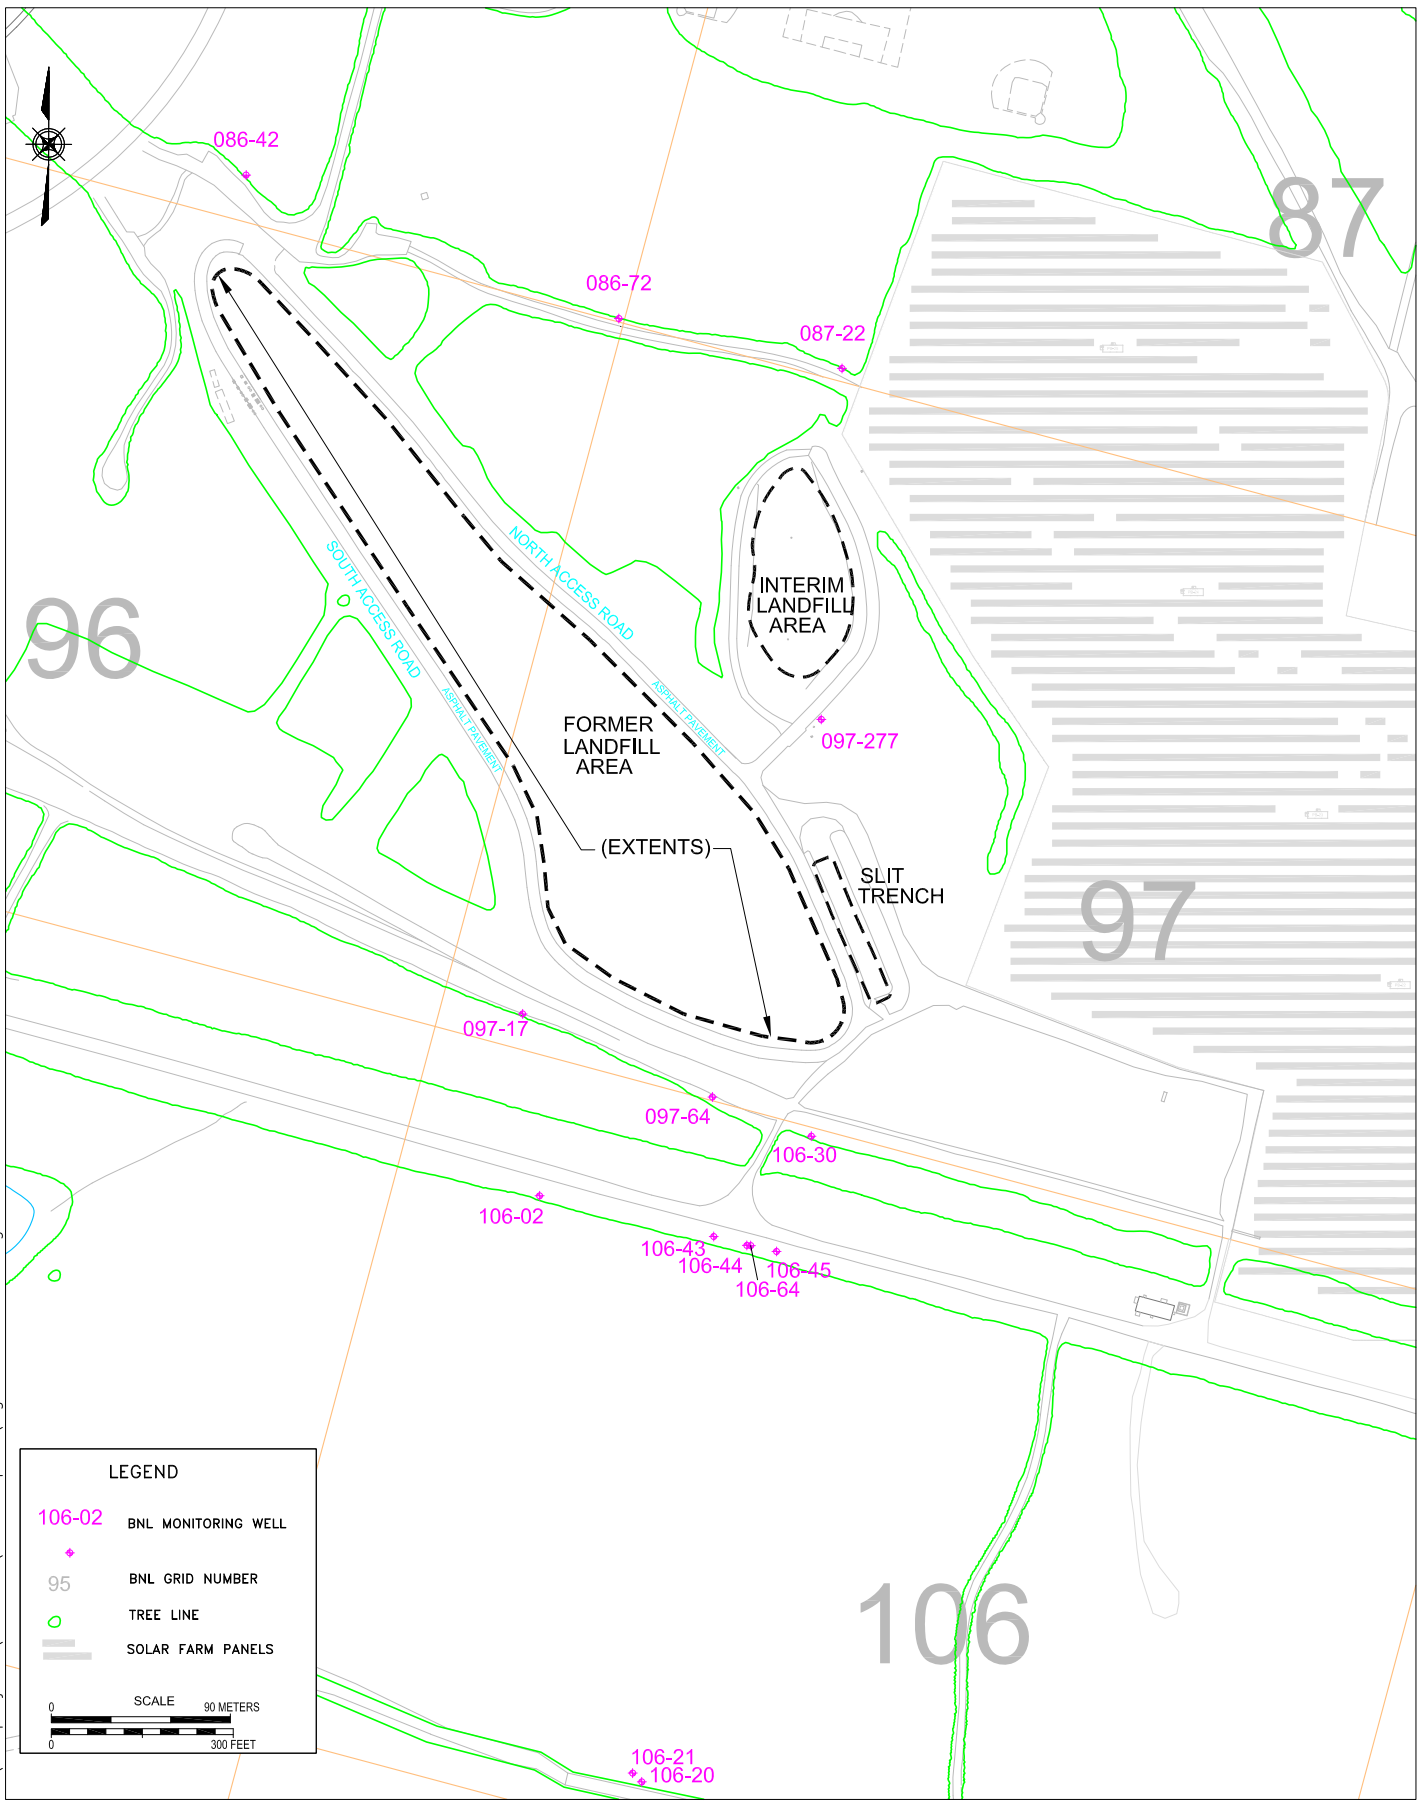 086-42
87
086-72
087-22
NORTH ACCESS ROAD
SOUTH ACCESS ROAD
INTERIM
LANDFILL
AREA
96
ASPHALT PAVEMENT
ASPHALT PAVEMENT
FORMER
LANDFILL
AREA
097-277
(EXTENTS)
SLIT
TRENCH
97
097-17
097-64
106-30
106-02
106-43
106-44
106-45
106-64
LEGEND
106-02
BNL MONITORING WELL
95
BNL GRID NUMBER
TREE LINE
SOLAR FARM PANELS
SCALE
0
90 METERS
0
300 FEET
106
106-21
106-20